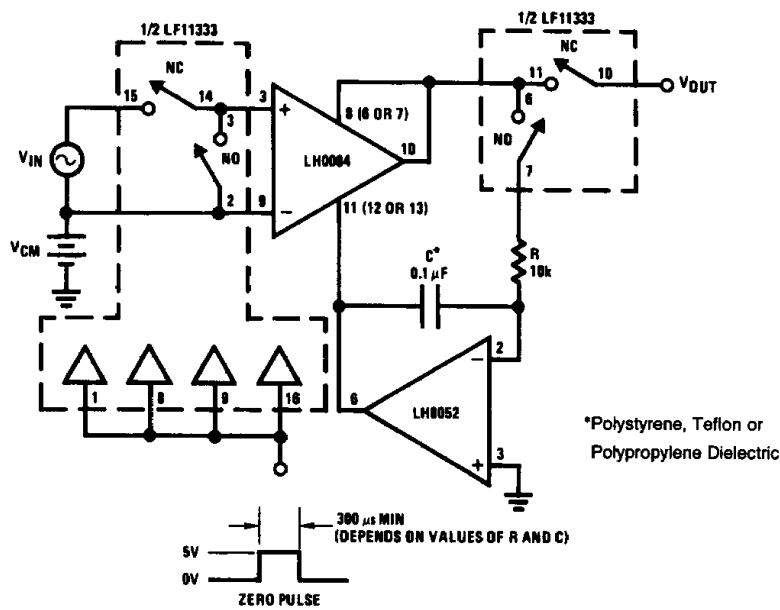 1/2 LF11333
1/2 LF11333
NC
15
14
3
NO
2
VIN
VCM
3
+
LH0084
9
−
8 (6 OR 7)
10
11 (12 OR 13)
NC
11
10
VOUT
6
NO
7
C*
0.1 µF
R
10k
2
−
6
LH0052
3
+
1
8
9
16
*Polystyrene, Teflon or
Polypropylene Dielectric
300 µs MIN
(DEPENDS ON VALUES OF R AND C)
5V
0V
ZERO PULSE